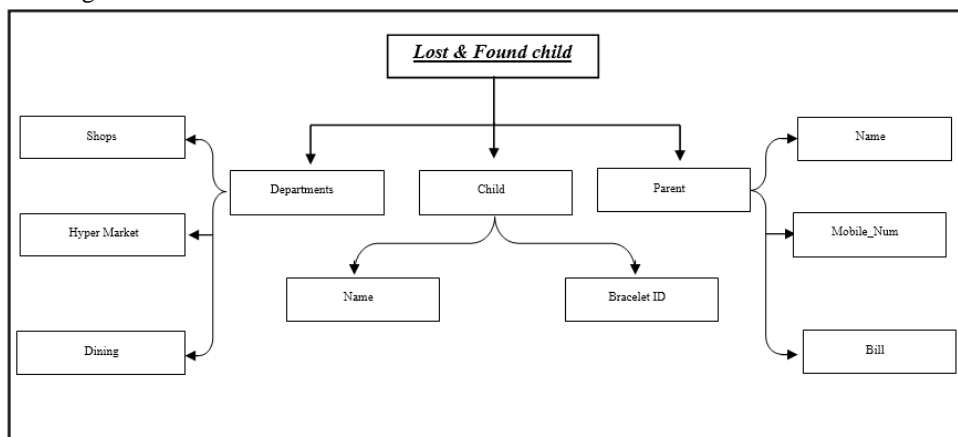 Lost & Found child
Shops
Name
Departments
Child
Parent
Hyper Market
Mobile_Num
Name
Bracelet ID
Dining
Bill